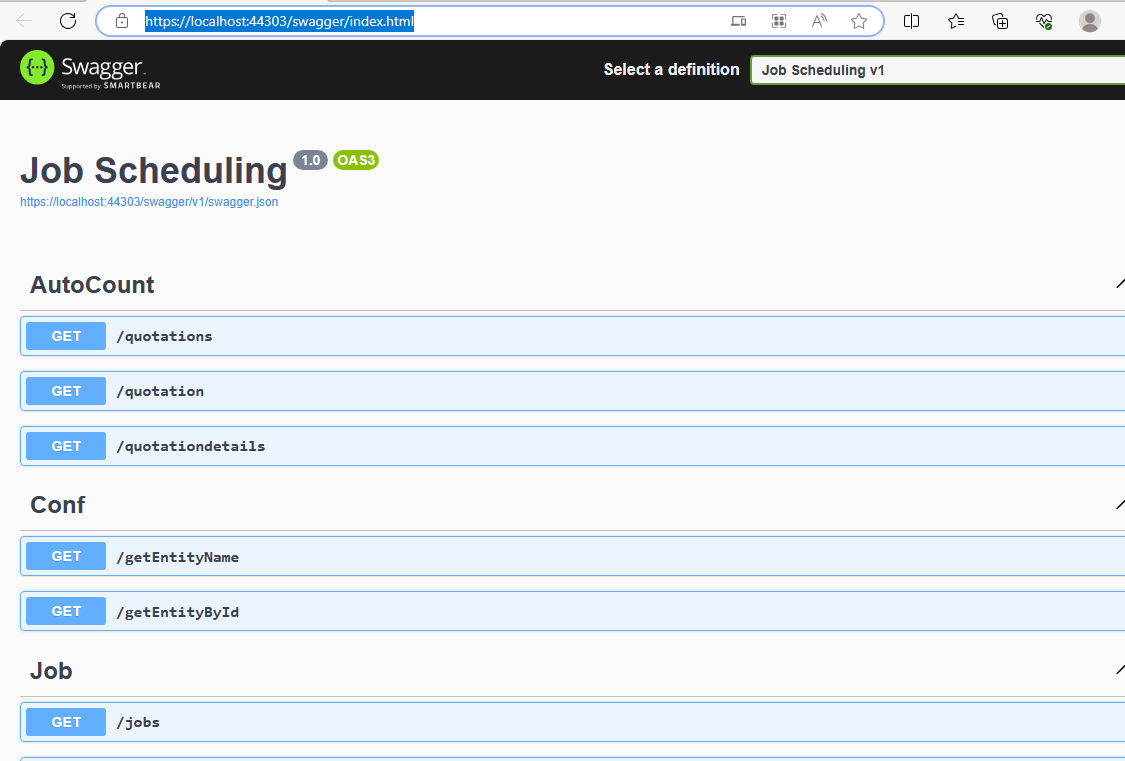 https://localhost:44303/swagger/index.html
Swagger
Supported by SMARTBEAR
Select a definition
Job Scheduling v1
Job Scheduling 1.0 OAS3
https://localhost:44303/swagger/v1/swagger.json
AutoCount
GET /quotations
GET /quotation
GET /quotationdetails
Conf
GET /getEntityName
GET /getEntityById
Job
GET /jobs